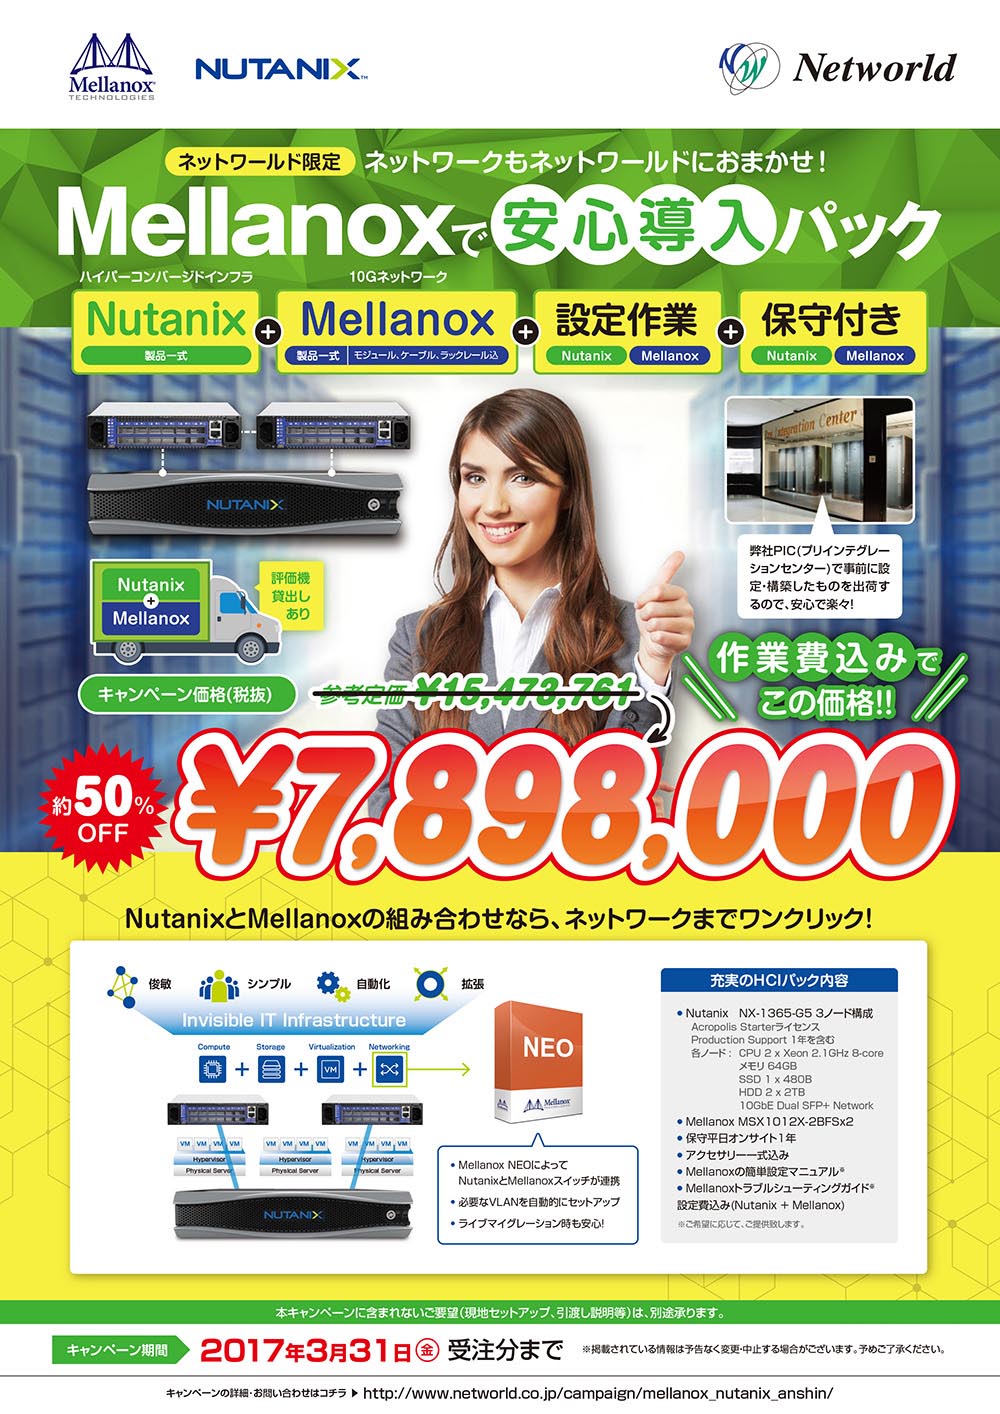 Mellanox
TECHNOLOGIES
NUTANIX™
NW
Networld
ネットワールド限定
ネットワークもネットワールドにおまかせ!
Mellanoxで安心導入パック
ハイパーコンバージドインフラ
10Gネットワーク
Nutanix
製品一式
+
Mellanox
製品一式 モジュール、ケーブル、ラックレール込
+
設定作業
Nutanix Mellanox
+
保守付き
Nutanix Mellanox
NUTANIX
Pre Integration Center
弊社PIC(プリインテグレー
ションセンター)で事前に設
定・構築したものを出荷す
るので、安心で楽々!
Nutanix
+
Mellanox
評価機
貸出し
あり
作業費込みで
この価格!!
キャンペーン価格(税抜)
参考定価 ¥15,473,761
約50%
OFF
¥7,898,000
NutanixとMellanoxの組み合わせなら、ネットワークまでワンクリック!
俊敏
シンプル
自動化
拡張
Invisible IT Infrastructure
Compute
Storage
Virtualization
Networking
+
+
VM
+
NEO
Mellanox
VM VM VM VM
VM VM VM VM
VM VM VM VM
Hypervisor
Hypervisor
Hypervisor
Physical Server
Physical Server
Physical Server
NUTANIX
• Mellanox NEOによって
NutanixとMellanoxスイッチが連携
• 必要なVLANを自動的にセットアップ
• ライブマイグレーション時も安心!
充実のHCIパック内容
• Nutanix NX-1365-G5 3ノード構成
Acropolis Starterライセンス
Production Support 1年を含む
各ノード: CPU 2 x Xeon 2.1GHz 8-core
メモリ 64GB
SSD 1 x 480B
HDD 2 x 2TB
10GbE Dual SFP+ Network
• Mellanox MSX1012X-2BFSx2
• 保守平日オンサイト1年
• アクセサリー一式込み
• Mellanoxの簡単設定マニュアル※
• Mellanoxトラブルシューティングガイド※
設定費込み(Nutanix + Mellanox)
※ご希望に応じて、ご提供致します。
本キャンペーンに含まれないご要望(現地セットアップ、引渡し説明等)は、別途承ります。
キャンペーン期間
2017年3月31日㊎ 受注分まで
※掲載されている情報は予告なく変更・中止する場合がございます。予めご了承ください。
キャンペーンの詳細・お問い合わせはコチラ ▶ http://www.networld.co.jp/campaign/mellanox_nutanix_anshin/